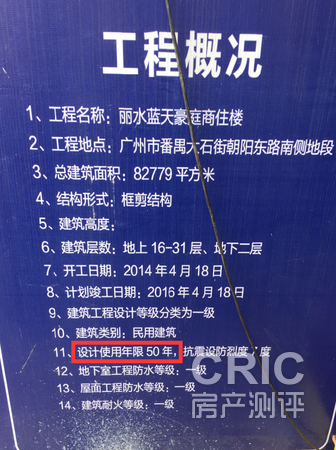 工程概况
1、工程名称:丽水蓝天豪庭商住楼
2、工程地点:广州市番禺大石街朝阳东路南侧地段
3、总建筑面积:82779 平方米
4、结构形式:框剪结构
5、建筑高度:
6、建筑层数:地上 16-31 层、地下二层
7、开工日期:2014 年 4 月 18 日
8、计划竣工日期:2016 年 4 月 18 日
9、建筑工程设计等级分类为一级
10、建筑类别:民用建筑
11、设计使用年限 50 年,抗震设防烈度 7 度
12、地下室工程防水等级:一级
13、屋面工程防水等级:一级
14、建筑耐火等级:一级
CRIC
房产测评